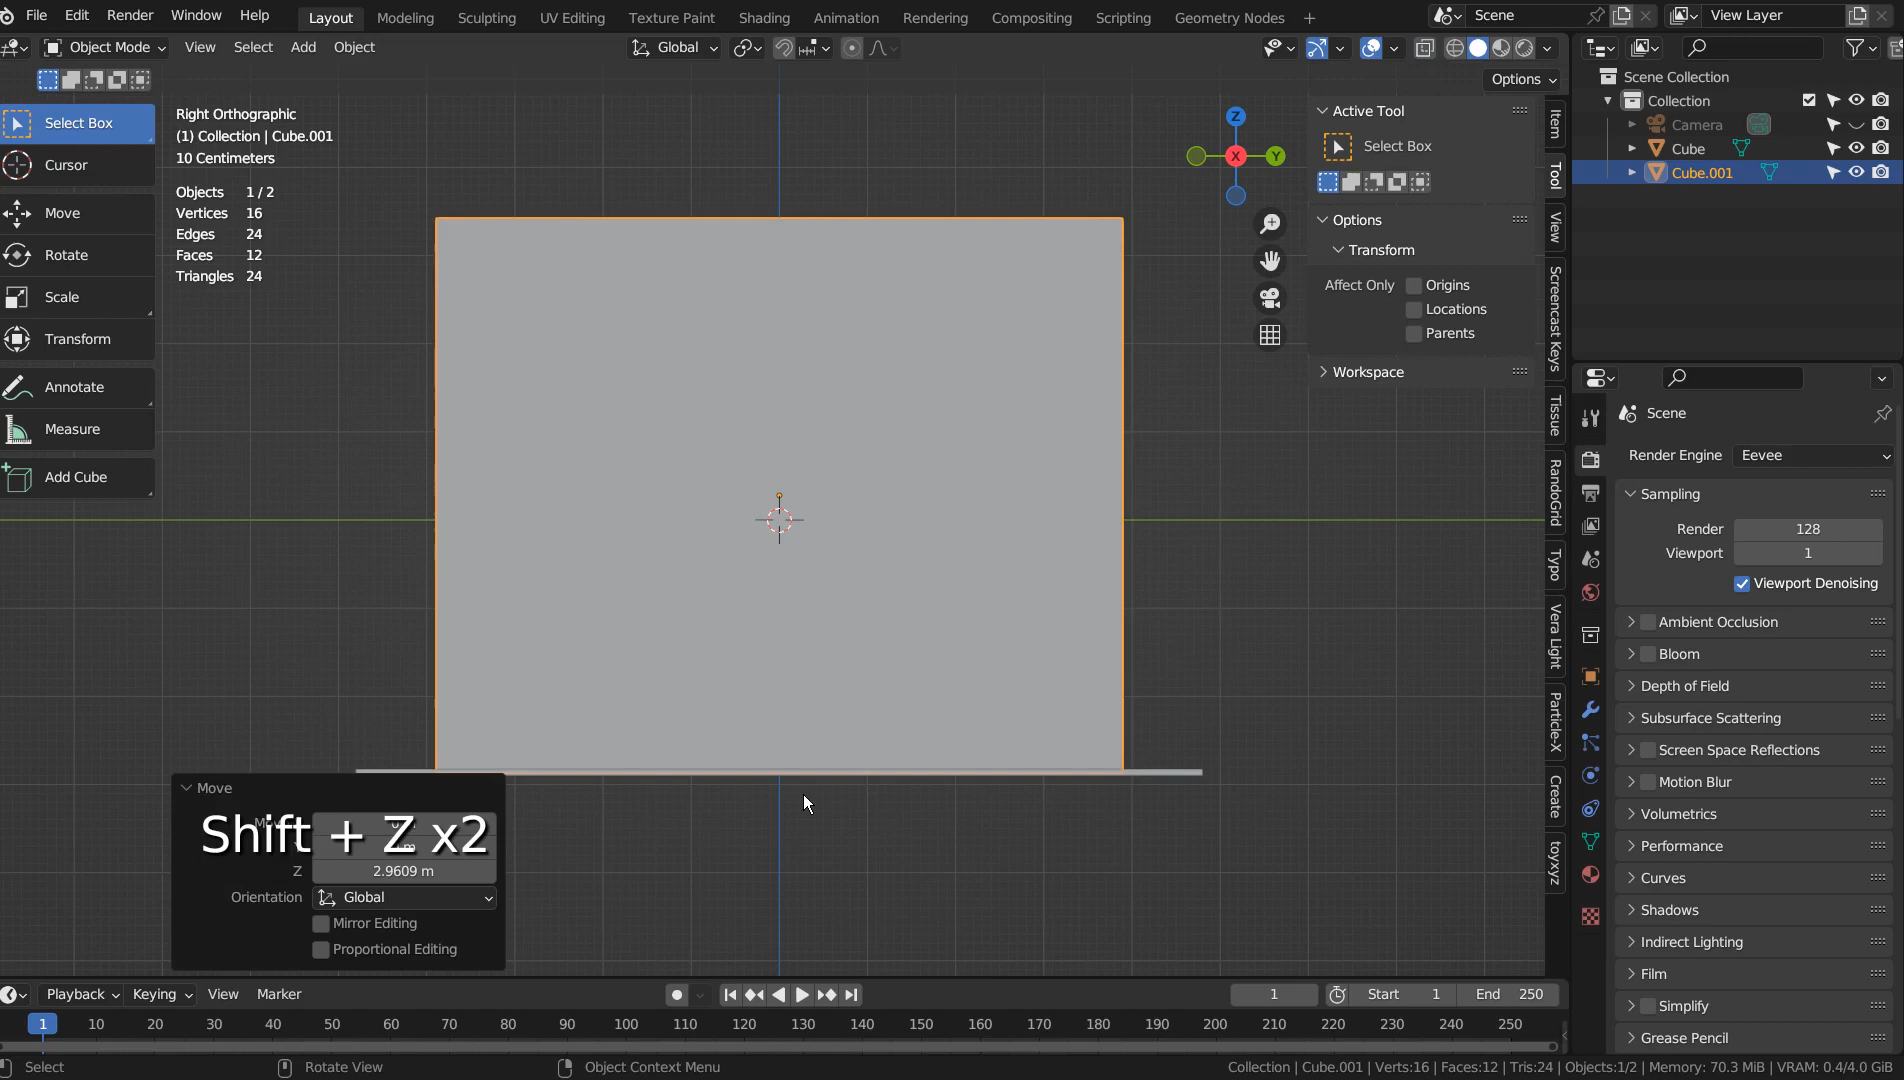 File Edit Render Window Help Layout Modeling Sculpting UV Editing Texture Paint Shading Animation Rendering Compositing Scripting Geometry Nodes + Scene View Layer
Object Mode View Select Add Object Global
Options
Select Box
Cursor
Move
Rotate
Scale
Transform
Annotate
Measure
Add Cube
Right Orthographic
(1) Collection | Cube.001
10 Centimeters
Objects 1 / 2
Vertices 16
Edges 24
Faces 12
Triangles 24
Z
X
Y
Active Tool
Select Box
Options
Transform
Affect Only Origins
Locations
Parents
Workspace
Item
Tool
View
Screencast Keys
Tissue
RandoGrid
Typo
Vera Light
Particle-X
Create
toyxyz
Scene Collection
Collection
Camera
Cube
Cube.001
Scene
Render Engine Eevee
Sampling
Render 128
Viewport 1
Viewport Denoising
Ambient Occlusion
Bloom
Depth of Field
Subsurface Scattering
Screen Space Reflections
Motion Blur
Volumetrics
Performance
Curves
Shadows
Indirect Lighting
Film
Simplify
Grease Pencil
Move
Shift + Z x2
Z 2.9609 m
Orientation Global
Mirror Editing
Proportional Editing
Playback Keying View Marker 1 Start 1 End 250
1 10 20 30 40 50 60 70 80 90 100 110 120 130 140 150 160 170 180 190 200 210 220 230 240 250
Select Rotate View Object Context Menu Collection | Cube.001 | Verts:16 | Faces:12 | Tris:24 | Objects:1/2 | Memory: 70.3 MiB | VRAM: 0.4/4.0 GiB